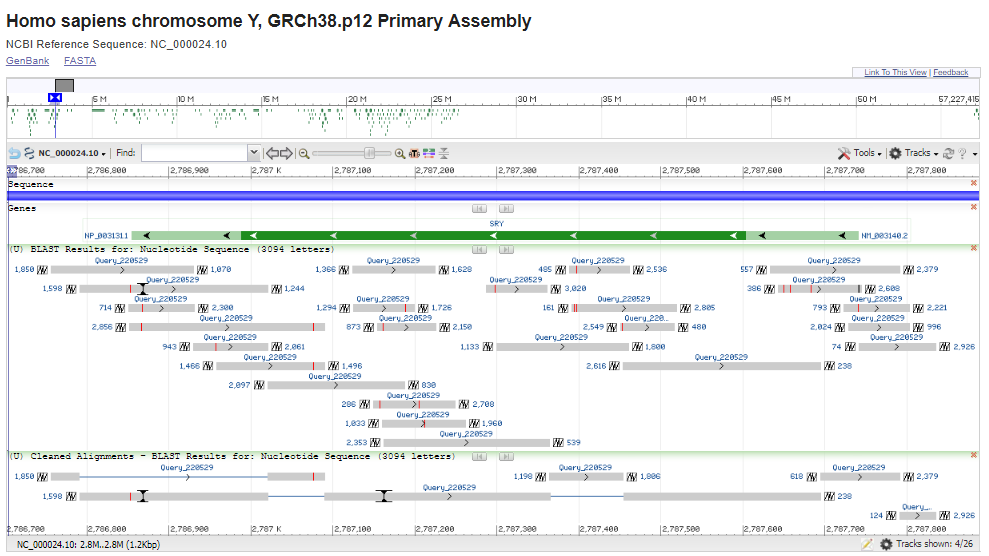 Homo sapiens chromosome Y, GRCh38.p12 Primary Assembly
NCBI Reference Sequence: NC_000024.10
GenBank FASTA
Link To This View | Feedback
1 5 M 10 M 15 M 20 M 25 M 30 M 35 M 40 M 45 M 50 M 57,227,415
NC_000024.10 Find: Tools Tracks ?
2,786,700 2,786,800 2,786,900 2,787 K 2,787,100 2,787,200 2,787,300 2,787,400 2,787,500 2,787,600 2,787,700 2,787,800
Sequence
Genes
SRY
NP_003131.1 NM_003140.2
(U) BLAST Results for: Nucleotide Sequence (3094 letters)
Query_220529 Query_220529 Query_220529 Query_220529
1,850 1,070 1,366 1,628 485 2,536 557 2,379
Query_220529 Query_220529 Query_220529
1,598 1,244 3,020 386 2,608
Query_220529 Query_220529 Query_220529 Query_220529
714 2,300 1,294 1,726 161 2,805 793 2,221
Query_220529 Query_220529 Query_220... Query_220529
2,856 873 2,150 2,549 480 2,024 996
Query_220529 Query_220529 Query_220529
943 2,061 1,133 1,800 74 2,926
Query_220529 Query_220529
1,466 1,496 2,616 238
Query_220529
2,097 830
Query_220529
286 2,708
Query_220529
1,033 1,960
Query_220529
2,353 539
(U) Cleaned Alignments - BLAST Results for: Nucleotide Sequence (3094 letters)
Query_220529 Query_220529 Query_220529
1,850 1,198 1,806 618 2,379
Query_220529
1,598 238
Query_...
124 2,926
2,786,700 2,786,800 2,786,900 2,787 K 2,787,100 2,787,200 2,787,300 2,787,400 2,787,500 2,787,600 2,787,700 2,787,800
NC_000024.10: 2.8M..2.8M (1.2Kbp) Tracks shown: 4/26